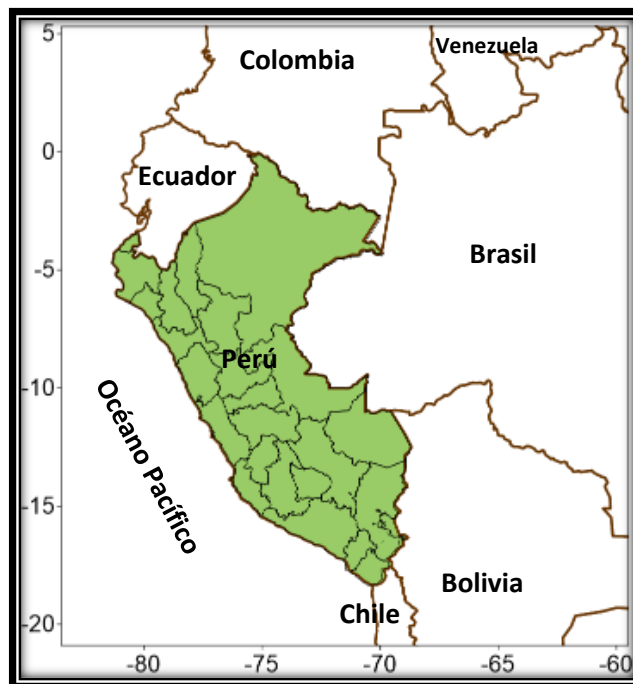 5
Venezuela
Colombia
0
Ecuador
Brasil
-5
Perú
-10
Océano Pacífico
-15
Bolivia
Chile
-20
-80 -75 -70 -65 -60